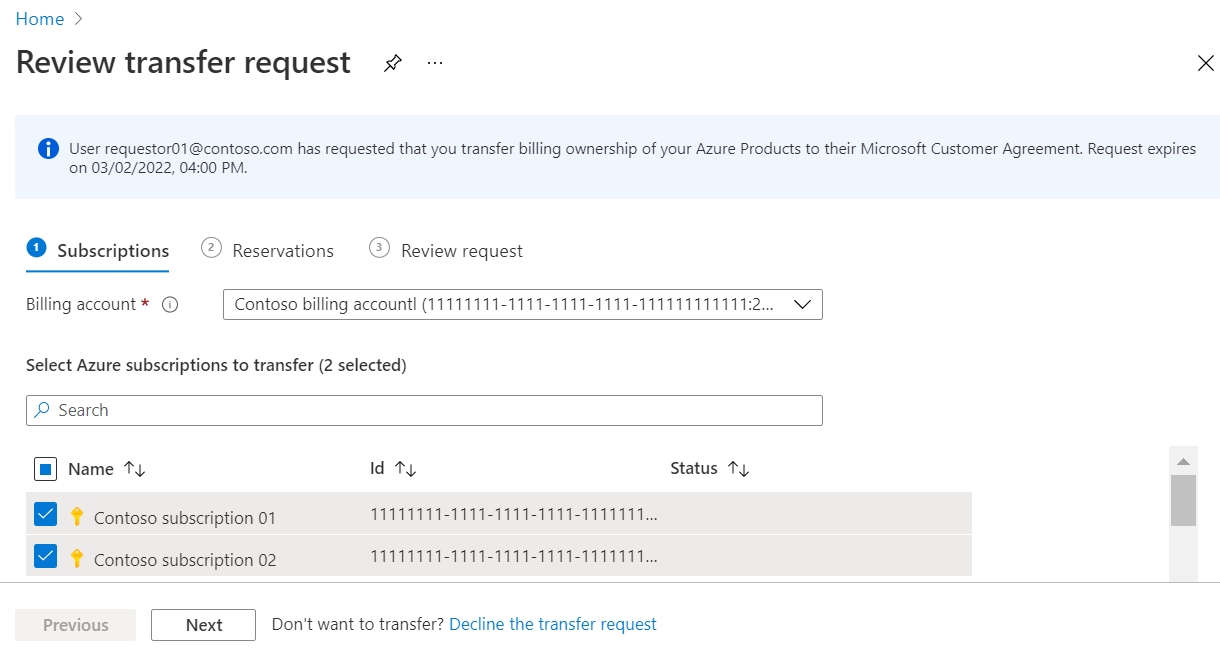 Home
Review transfer request
User requestor01@contoso.com has requested that you transfer billing ownership of your Azure Products to their Microsoft Customer Agreement. Request expires
on 03/02/2022, 04:00 PM.
1 Subscriptions 2 Reservations 3 Review request
Billing account * Contoso billing accountl (11111111-1111-1111-1111-111111111111:2...
Select Azure subscriptions to transfer (2 selected)
Search
Name Id Status
Contoso subscription 01 11111111-1111-1111-1111-1111111...
Contoso subscription 02 11111111-1111-1111-1111-1111111...
Previous Next Don't want to transfer? Decline the transfer request